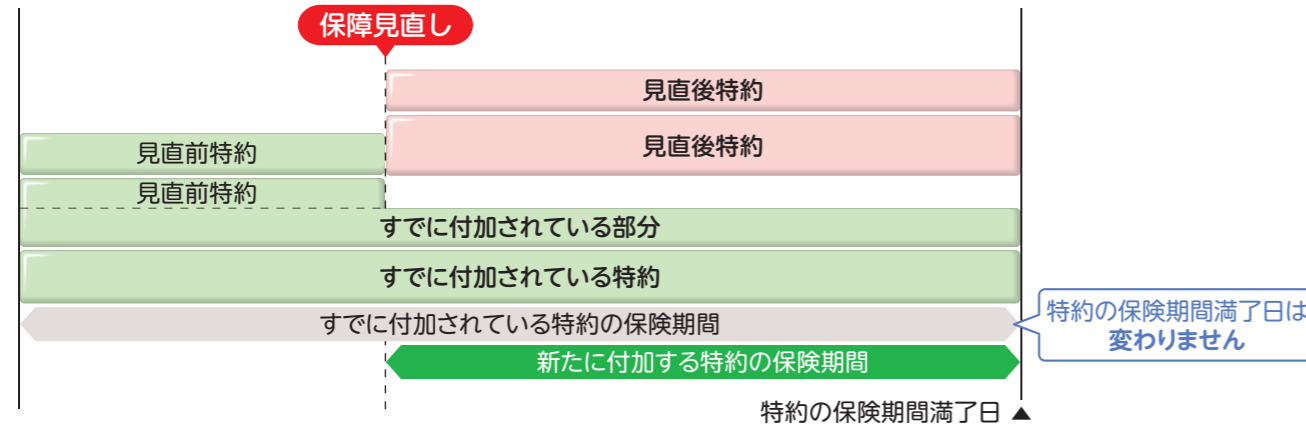 保障見直し
見直後特約
見直後特約
見直前特約
見直前特約
すでに付加されている部分
すでに付加されている特約
すでに付加されている特約の保険期間
特約の保険期間満了日は
変わりません
新たに付加する特約の保険期間
特約の保険期間満了日▲